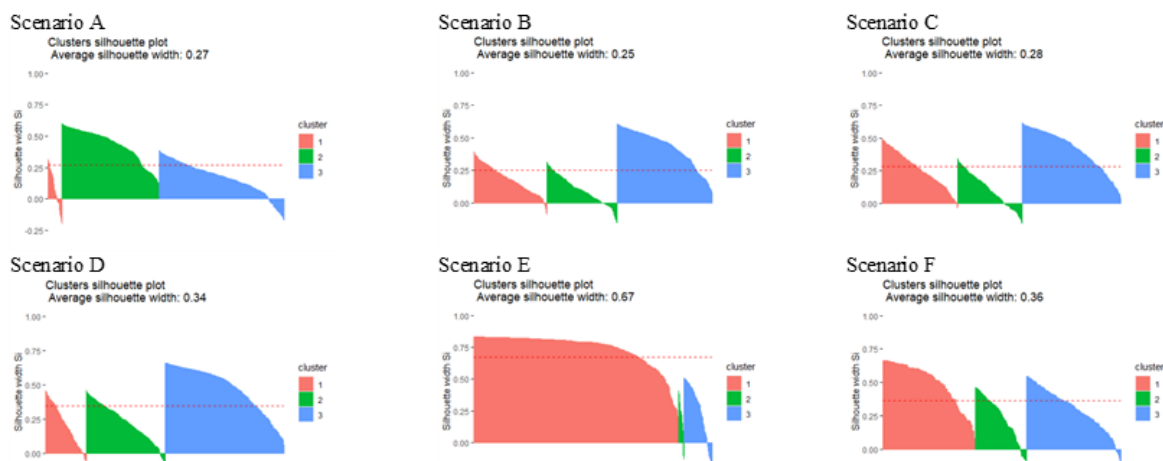 Scenario A
Clusters silhouette plot
Average silhouette width: 0.27
1.00
0.75
0.50
0.25
0.00
-0.25
Silhouette width Si
cluster
1
2
3
Scenario B
Clusters silhouette plot
Average silhouette width: 0.25
1.00
0.75
0.50
0.25
0.00
Silhouette width Si
cluster
1
2
3
Scenario C
Clusters silhouette plot
Average silhouette width: 0.28
1.00
0.75
0.50
0.25
0.00
Silhouette width Si
cluster
1
2
3
Scenario D
Clusters silhouette plot
Average silhouette width: 0.34
1.00
0.75
0.50
0.25
0.00
Silhouette width Si
cluster
1
2
3
Scenario E
Clusters silhouette plot
Average silhouette width: 0.67
1.00
0.75
0.50
0.25
0.00
Silhouette width Si
cluster
1
2
3
Scenario F
Clusters silhouette plot
Average silhouette width: 0.36
1.00
0.75
0.50
0.25
0.00
Silhouette width Si
cluster
1
2
3